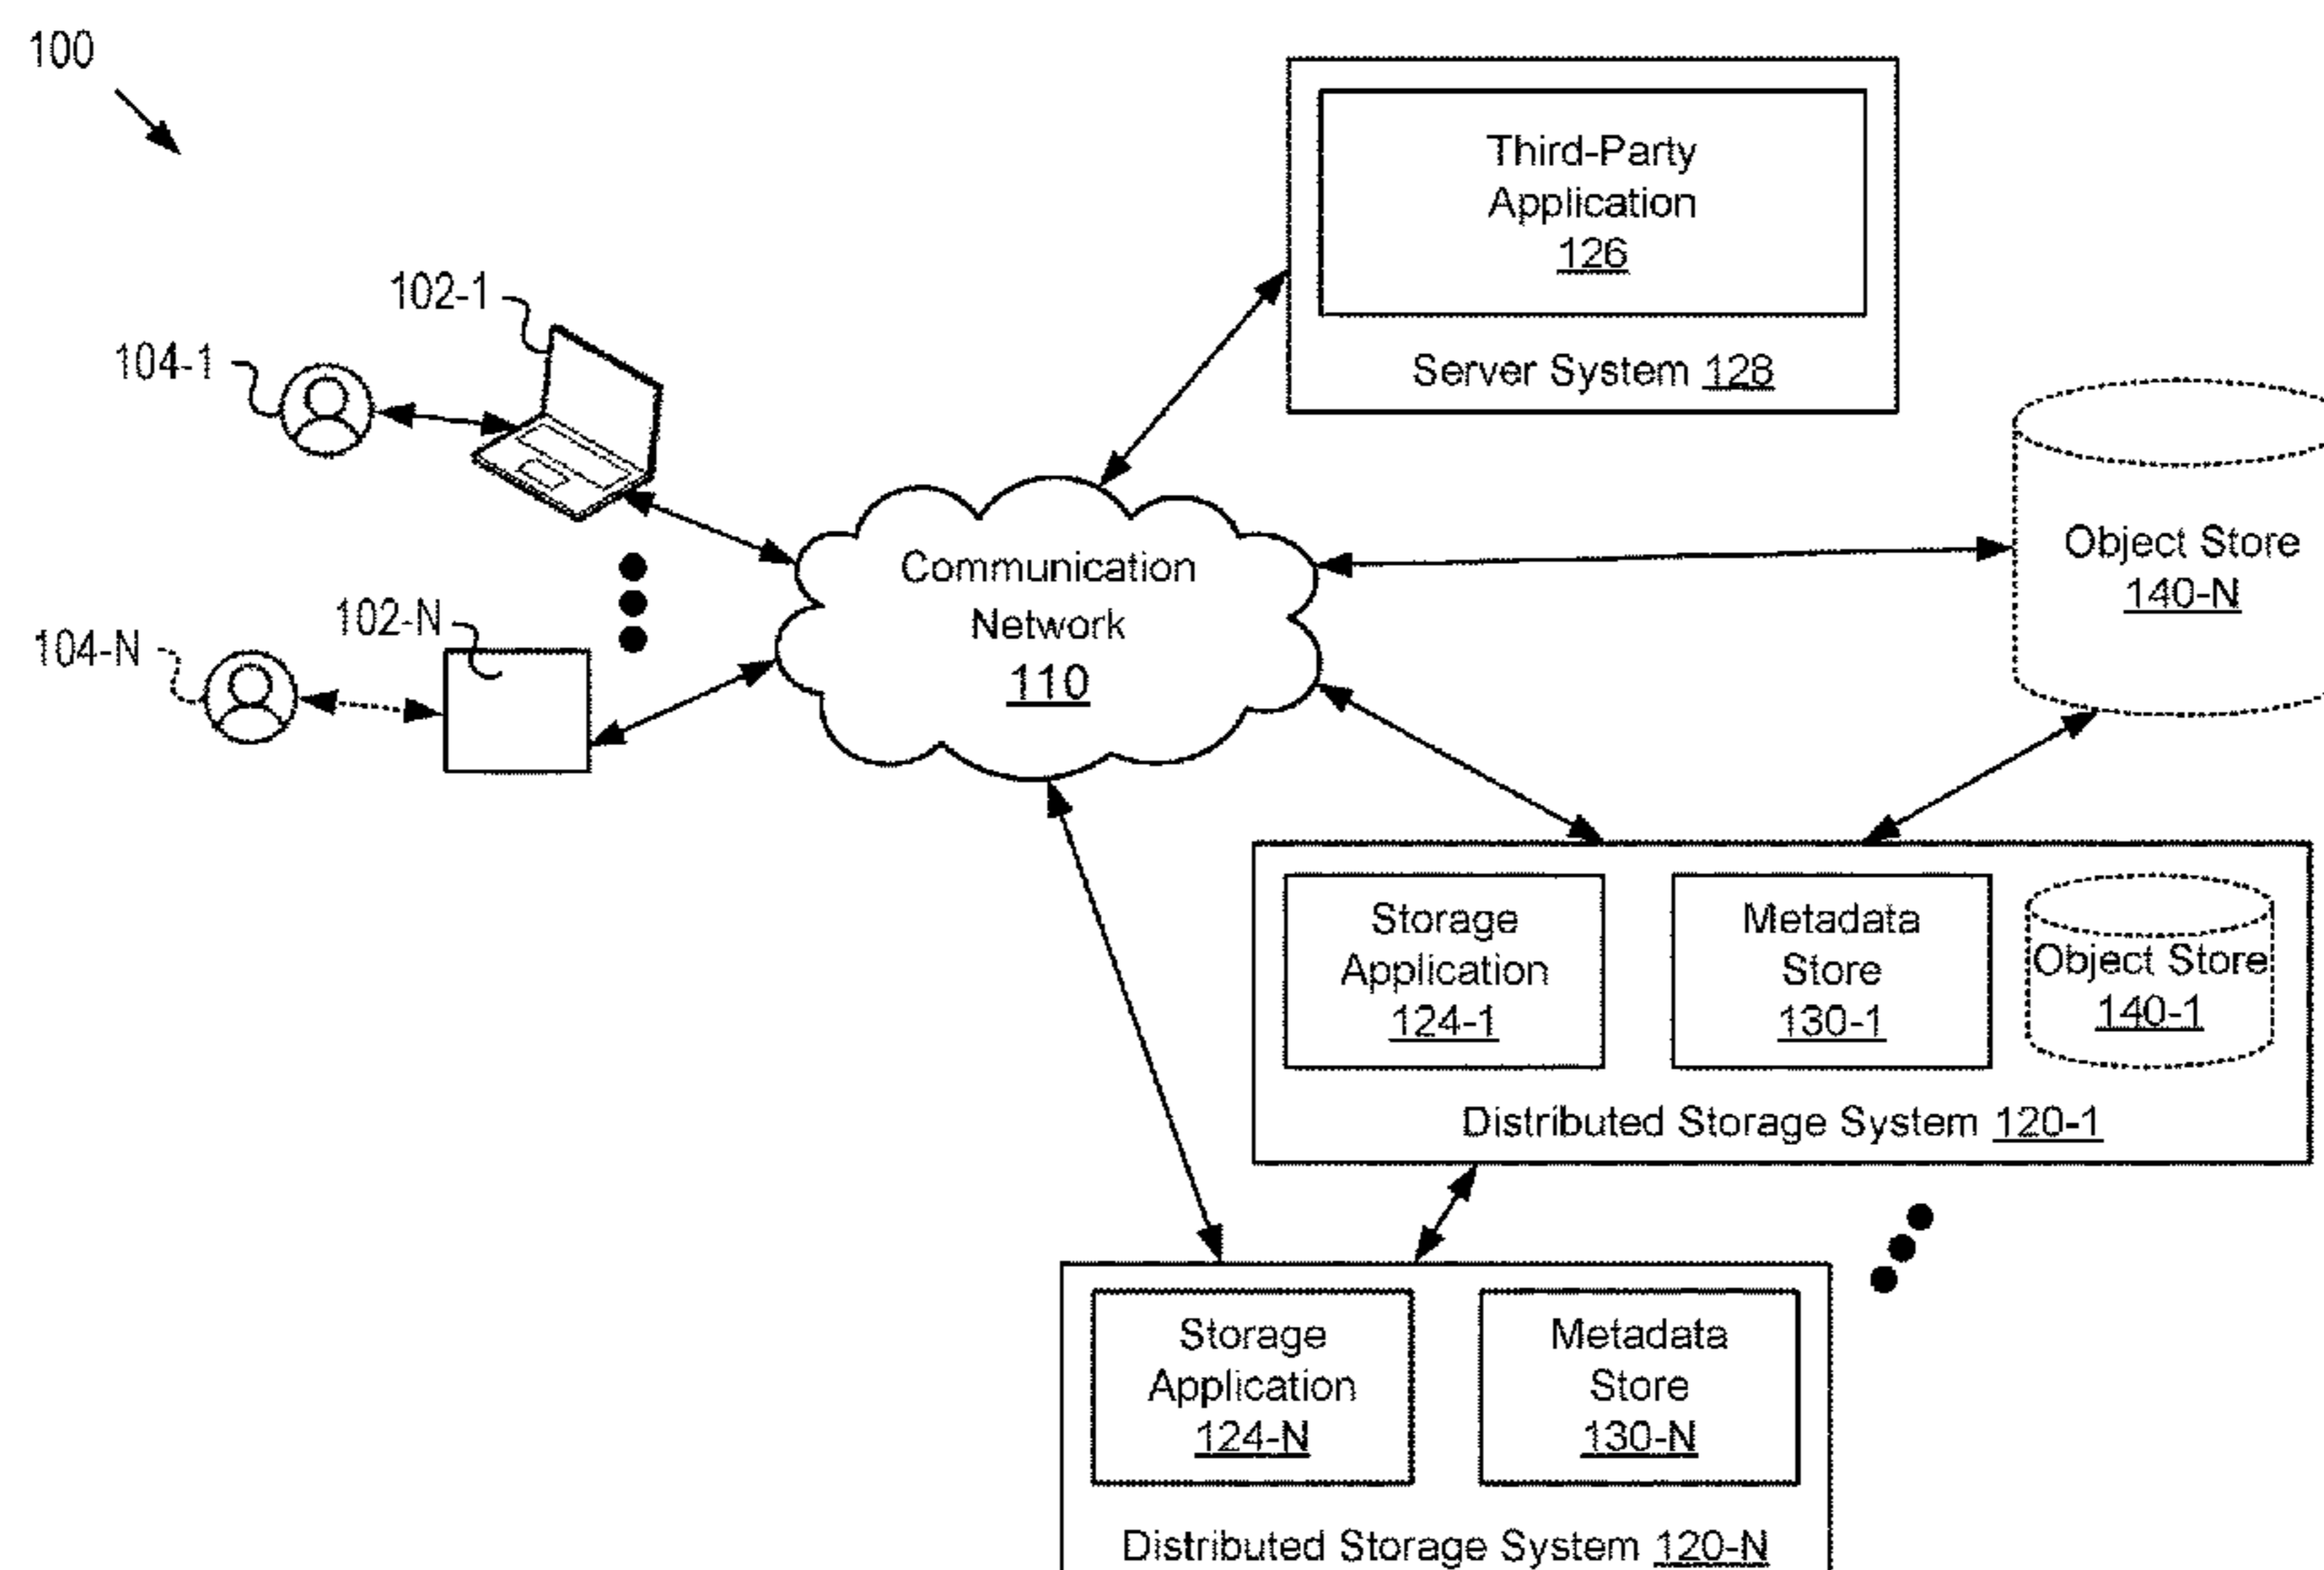 100
Third-Party
Application
126
Server System 128
102-1
104-1
Communication
Network
110
Object Store
140-N
102-N
104-N
Storage
Application
124-1
Metadata
Store
130-1
Object Store
140-1
Distributed Storage System 120-1
Storage
Application
124-N
Metadata
Store
130-N
Distributed Storage System 120-N